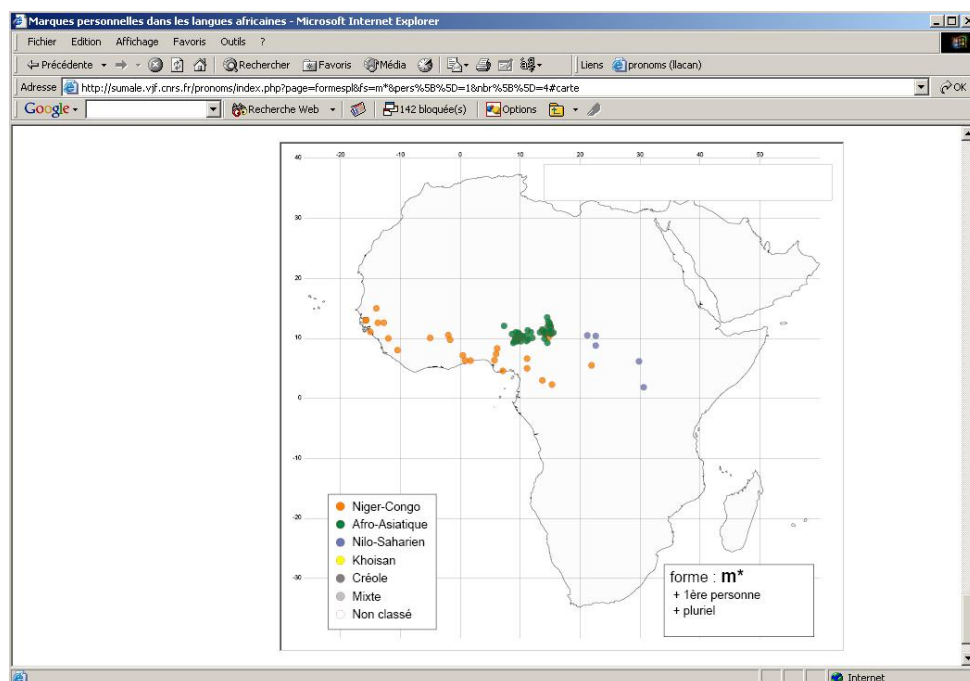 Marques personnelles dans les langues africaines - Microsoft Internet Explorer
Fichier Edition Affichage Favoris Outils ?
Précédente Rechercher Favoris Média Liens pronoms (llacan)
Adresse http://sumale.vjf.cnrs.fr/pronoms/index.php?page=formespl&fs=m*&pers%5B%5D=1&nbr%5B%5D=4#carte OK
Google Recherche Web 142 bloquée(s) Options
-20 -10 0 10 20 30 40 50
40
30
20
10
0
-10
-20
-30
Niger-Congo
Afro-Asiatique
Nilo-Saharien
Khoisan
Créole
Mixte
Non classé
forme : m*
+ 1ère personne
+ pluriel
Internet